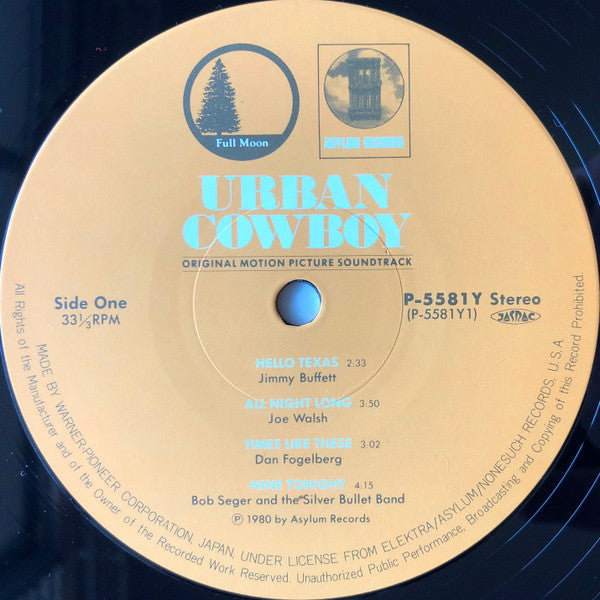 Full Moon
ASYLUM RECORDS
URBAN
COWBOY
ORIGINAL MOTION PICTURE SOUNDTRACK
Side One
33 1/3 RPM
P-5581Y Stereo
(P-5581Y1)
JASRAC
HELLO TEXAS 2:33
Jimmy Buffett
ALL NIGHT LONG 3:50
Joe Walsh
TIMES LIKE THESE 3:02
Dan Fogelberg
NINE TONIGHT 4:15
Bob Seger and the Silver Bullet Band
℗ 1980 by Asylum Records
MADE BY WARNER-PIONEER CORPORATION, JAPAN, UNDER LICENSE FROM ELEKTRA/ASYLUM/NONESUCH RECORDS, U.S.A.
All Rights of the Manufacturer and of the Owner of the Recorded Work Reserved. Unauthorized Public Performance, Broadcasting and Copying of this Record Prohibited.